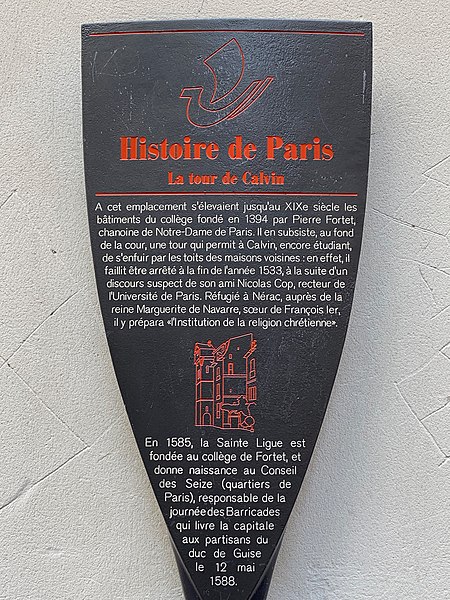 Histoire de Paris
La tour de Calvin
A cet emplacement s'élevaient jusqu'au XIXe siècle les
bâtiments du collège fondé en 1394 par Pierre Fortet,
chanoine de Notre-Dame de Paris. Il en subsiste, au fond
de la cour, une tour qui permit à Calvin, encore étudiant,
de s'enfuir par les toits des maisons voisines : en effet, il
faillit être arrêté à la fin de l'année 1533, à la suite d'un
discours suspect de son ami Nicolas Cop, recteur de
l'Université de Paris. Réfugié à Nérac, auprès de la
reine Marguerite de Navarre, sœur de François Ier,
il y prépara «l'Institution de la religion chrétienne».
En 1585, la Sainte Ligue est
fondée au collège de Fortet, et
donne naissance au Conseil
des Seize (quartiers de
Paris), responsable de la
journée des Barricades
qui livre la capitale
aux partisans du
duc de Guise
le 12 mai
1588.